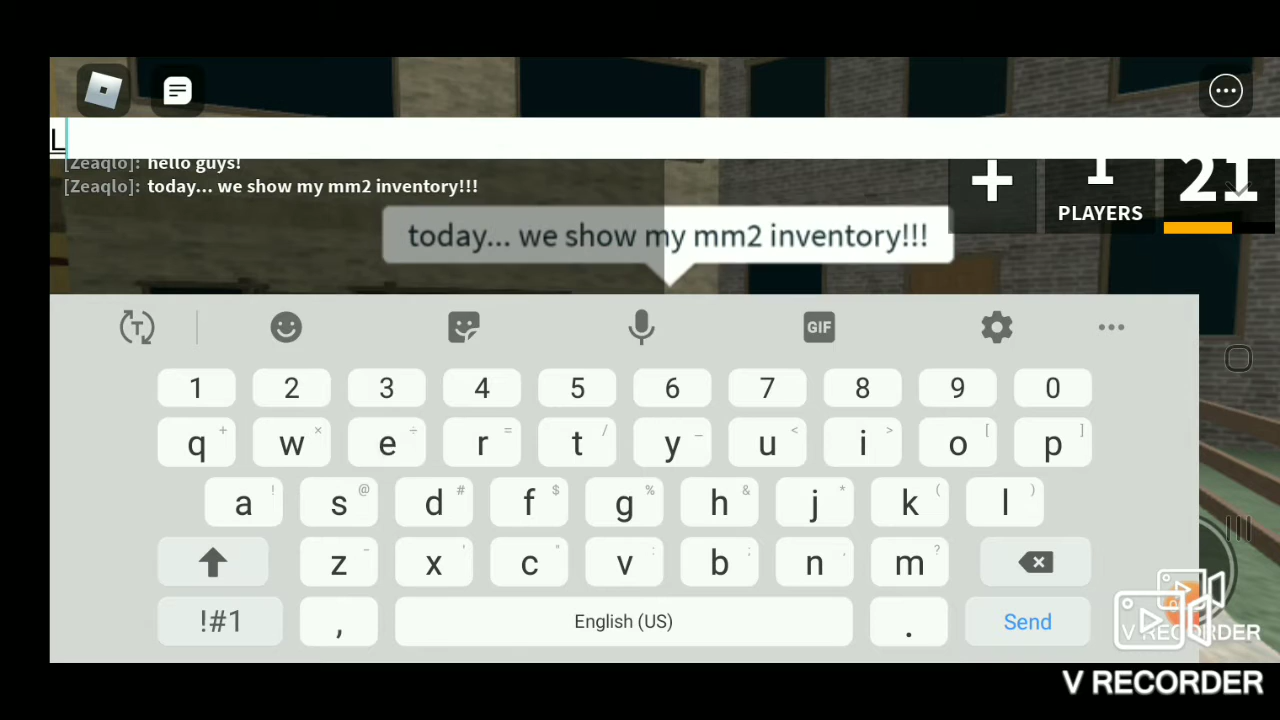 L
[Zeaqlo]: hello guys!
[Zeaqlo]: today... we show my mm2 inventory!!!
+ 1 21
PLAYERS
today... we show my mm2 inventory!!!
T GIF
1 2 3 4 5 6 7 8 9 0
q + w × e ÷ r = t / y _ u < i > o [ p ]
a ! s @ d # f $ g % h & j * k ( l )
z - x ' c " v : b ; n , m ?
!#1 , English (US) . Send
V RECORDER
V RECORDER